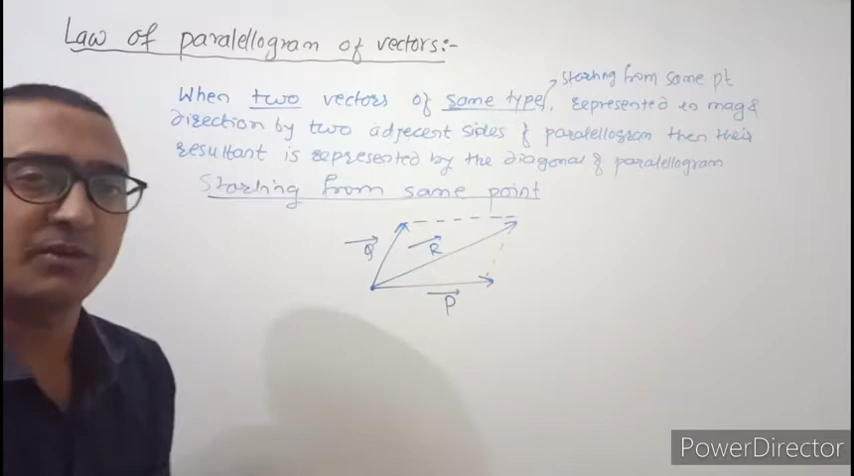 Law of paralellogram of vectors:-
starting from same pt
When two vectors of same type, represented in mag &
direction by two adjecent sides of paralellogram then their
resultant is represented by the diagonal of paralellogram
Starting from same point
Q R
P
PowerDirector